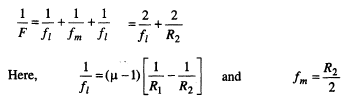 1/F = 1/f_l + 1/f_m + 1/f_l = 2/f_l + 2/R_2
Here, 1/f_l = (μ − 1) [1/R_1 − 1/R_2] and f_m = R_2/2